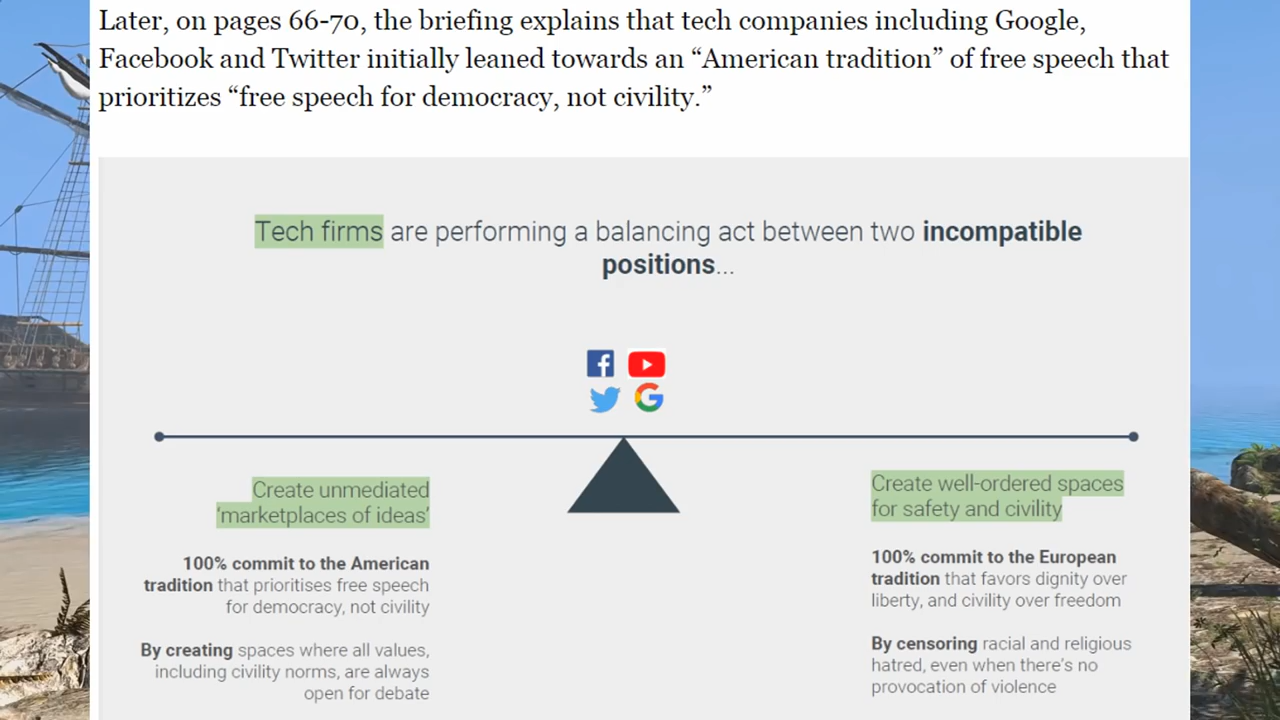 Later, on pages 66-70, the briefing explains that tech companies including Google,
Facebook and Twitter initially leaned towards an “American tradition” of free speech that
prioritizes “free speech for democracy, not civility.”
Tech firms are performing a balancing act between two incompatible
positions...
Create unmediated
‘marketplaces of ideas’
100% commit to the American
tradition that prioritises free speech
for democracy, not civility
By creating spaces where all values,
including civility norms, are always
open for debate
Create well-ordered spaces
for safety and civility
100% commit to the European
tradition that favors dignity over
liberty, and civility over freedom
By censoring racial and religious
hatred, even when there’s no
provocation of violence